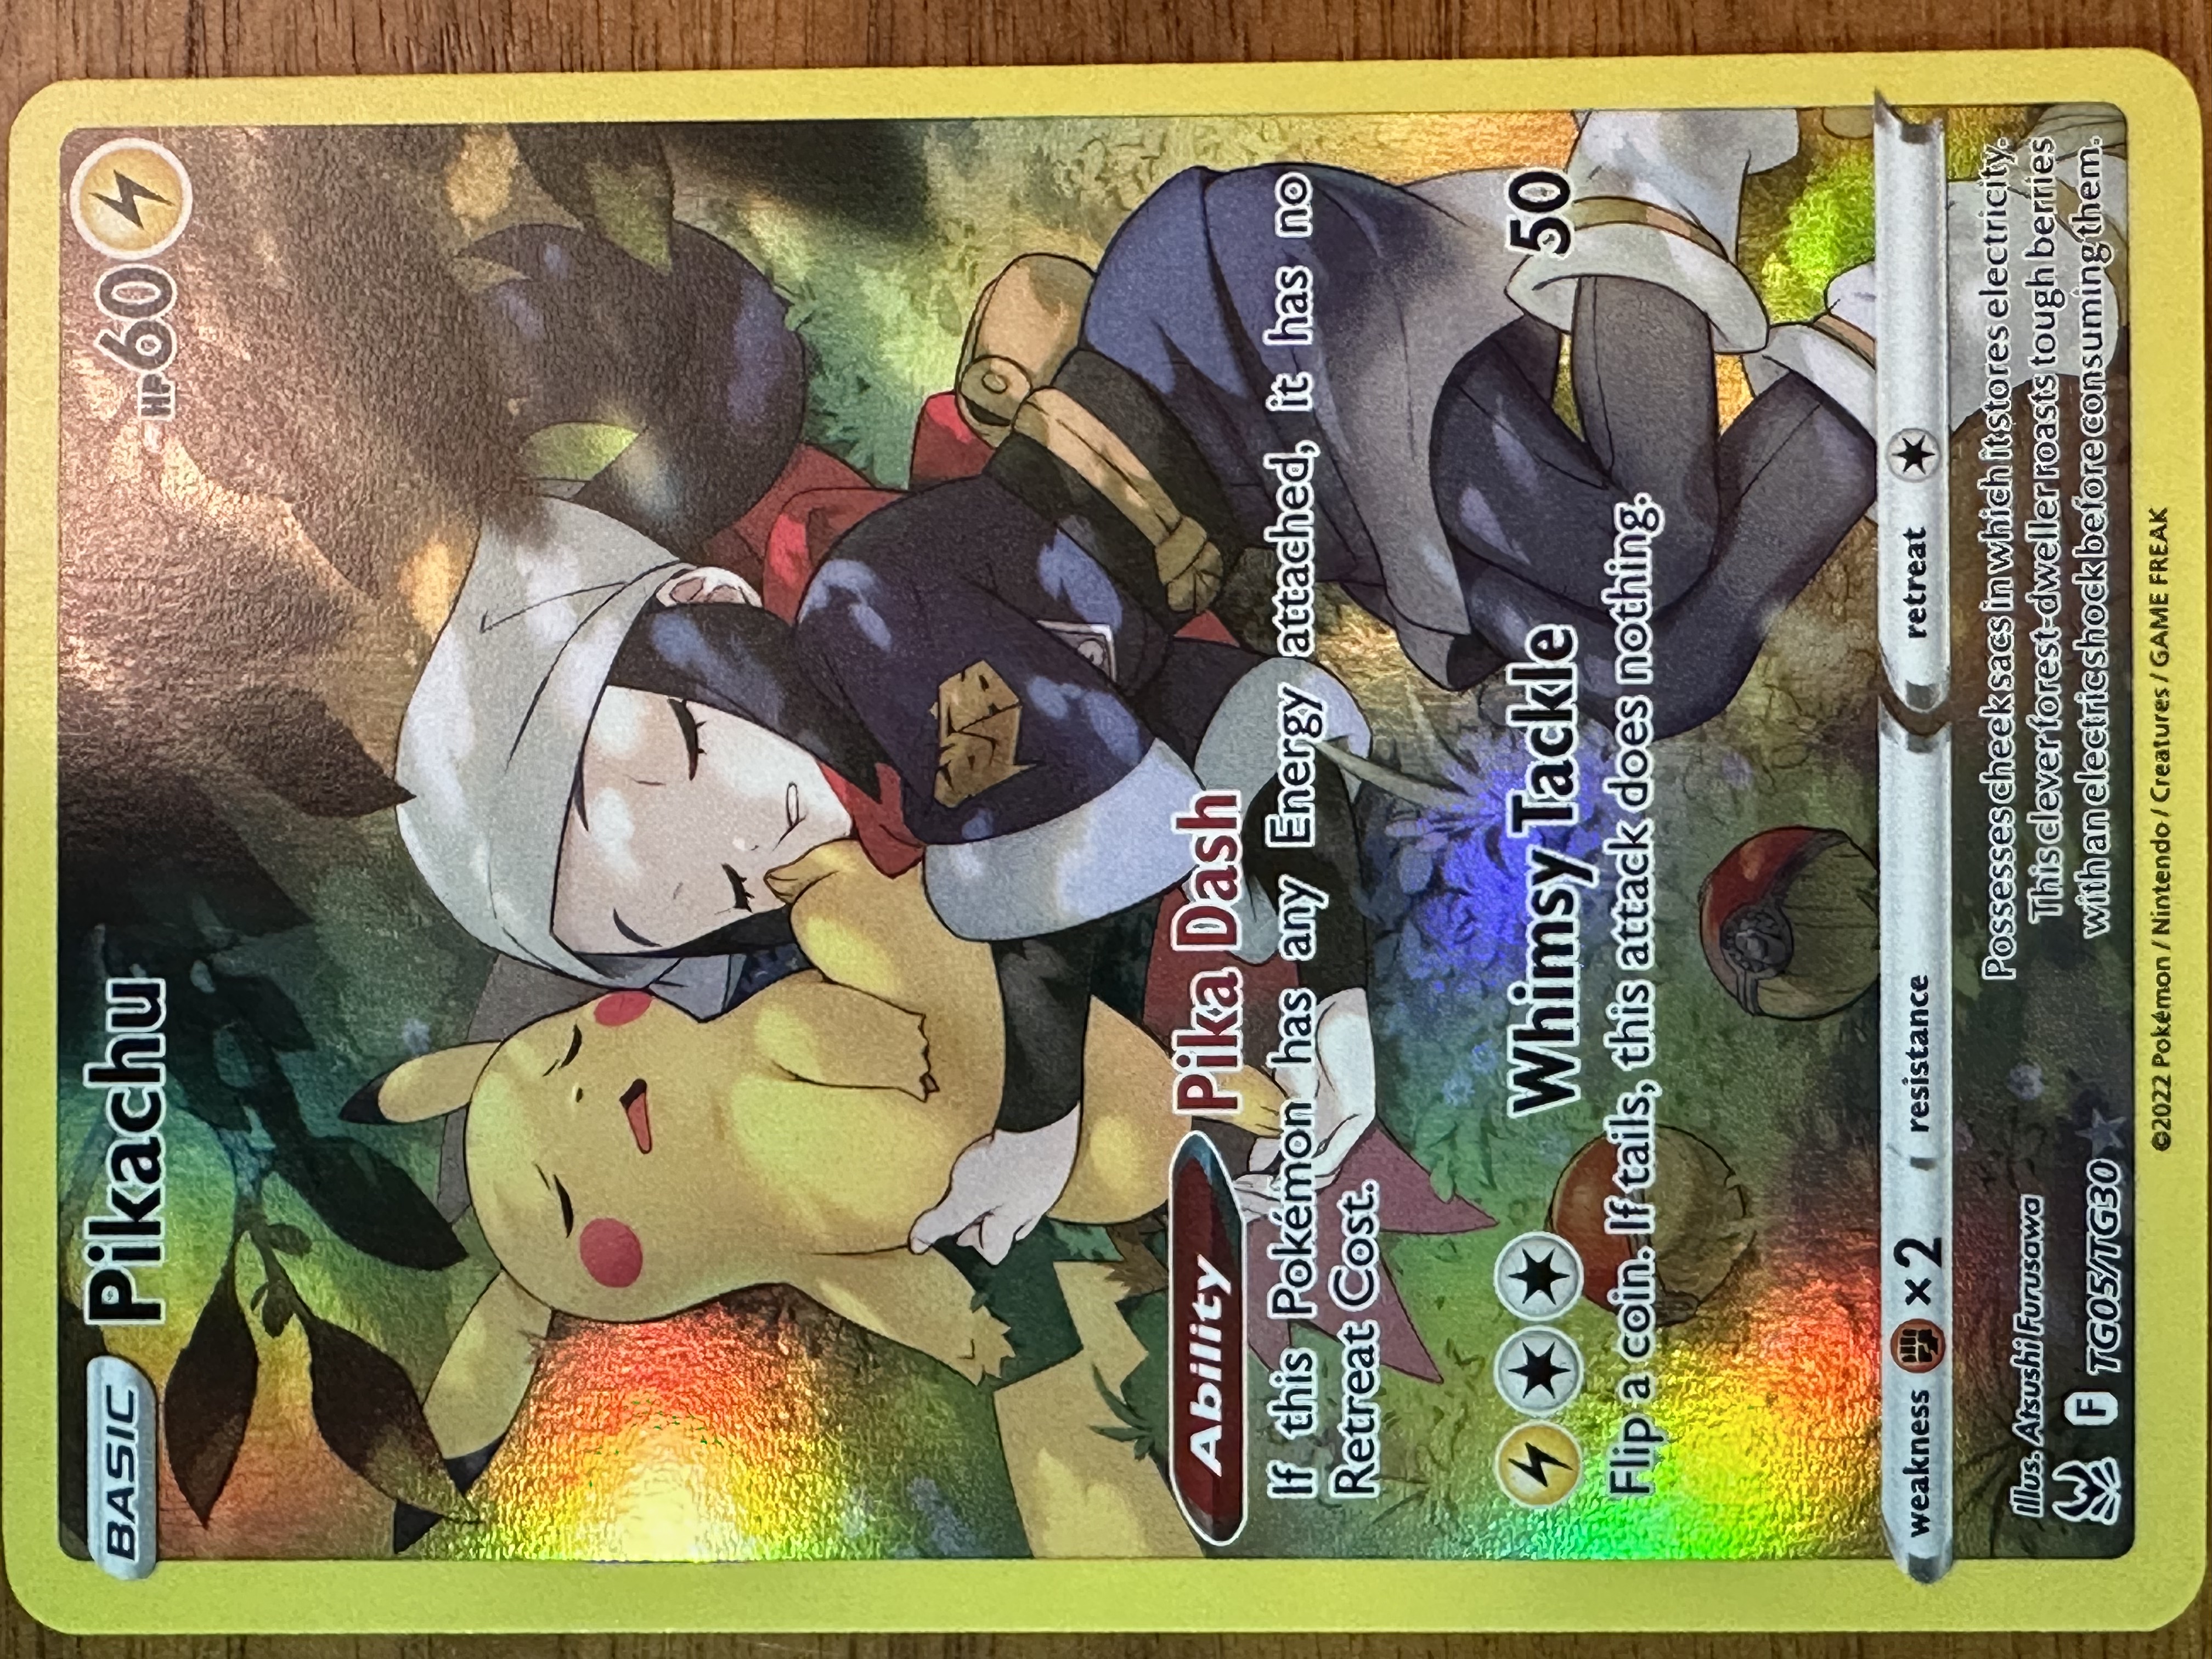 BASIC Pikachu HP60
Ability Pika Dash
If this Pokémon has any Energy attached, it has no
Retreat Cost.
Whimsy Tackle 50
Flip a coin. If tails, this attack does nothing.
weakness ×2 resistance retreat
Illus. Atsushi Furusawa
F TG05/TG30
Possesses cheek sacs in which it stores electricity.
This clever forest-dweller roasts tough berries
with an electric shock before consuming them.
©2022 Pokémon / Nintendo / Creatures / GAME FREAK